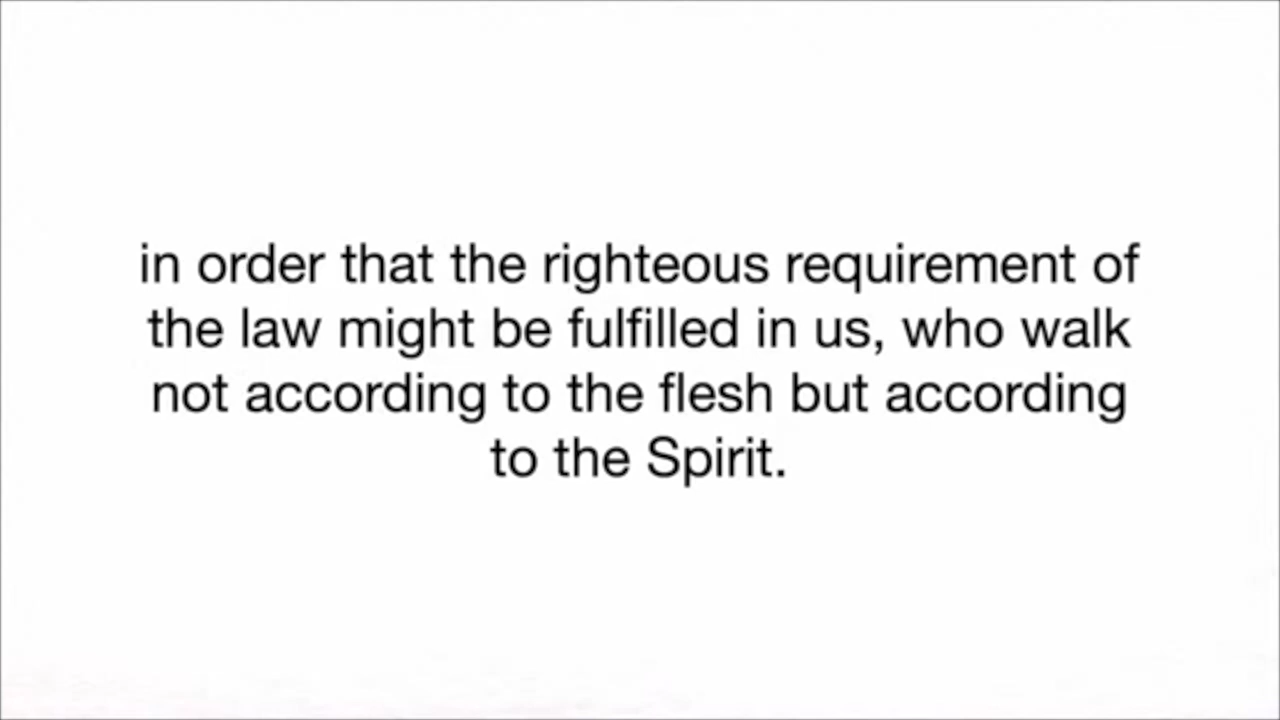 in order that the righteous requirement of
the law might be fulfilled in us, who walk
not according to the flesh but according
to the Spirit.